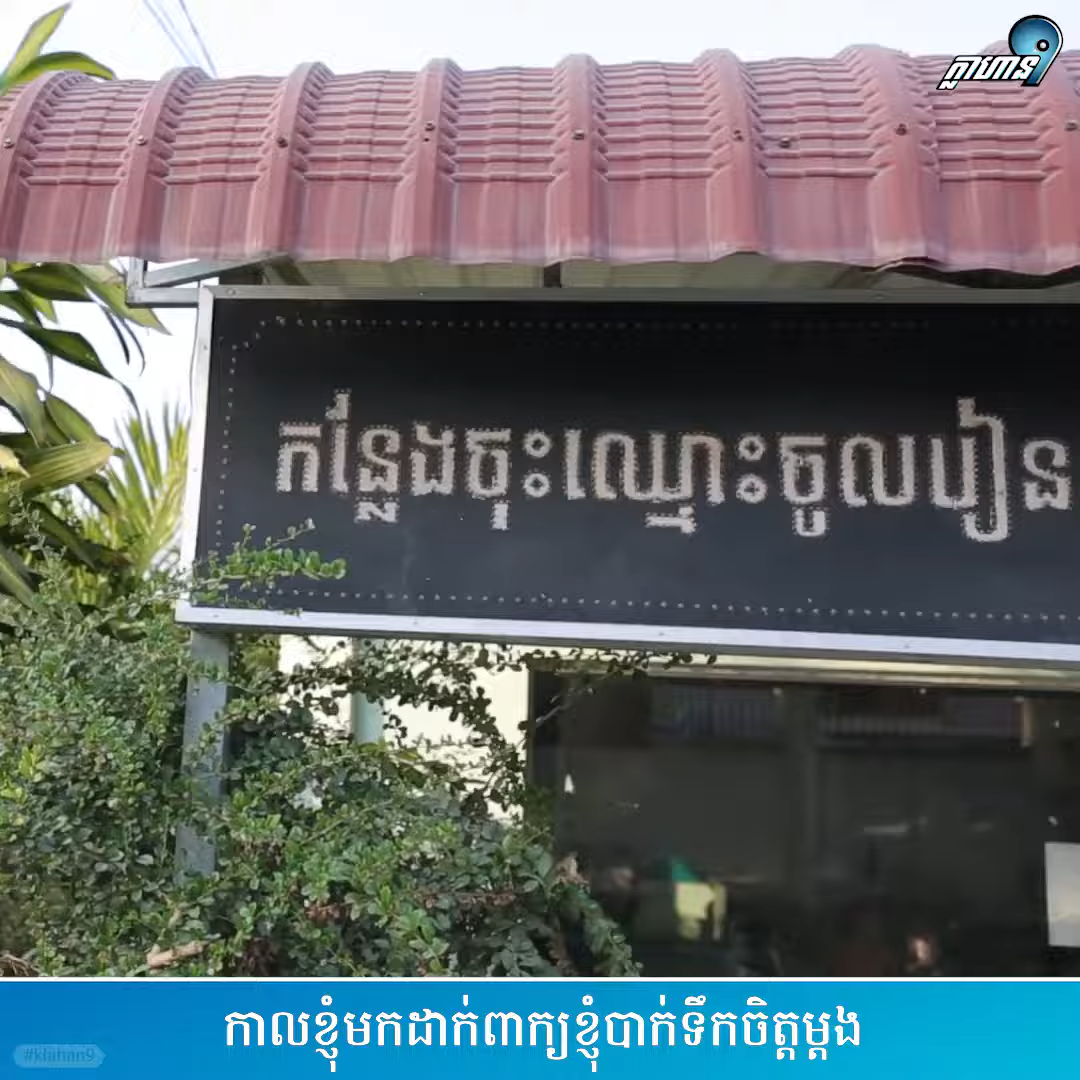 ក្លាហាន9
កន្លែងចុះឈ្មោះចូលរៀន
កាលខ្ញុំមកដាក់ពាក្យខ្ញុំបាក់ទឹកចិត្តម្ដង
#klahan9